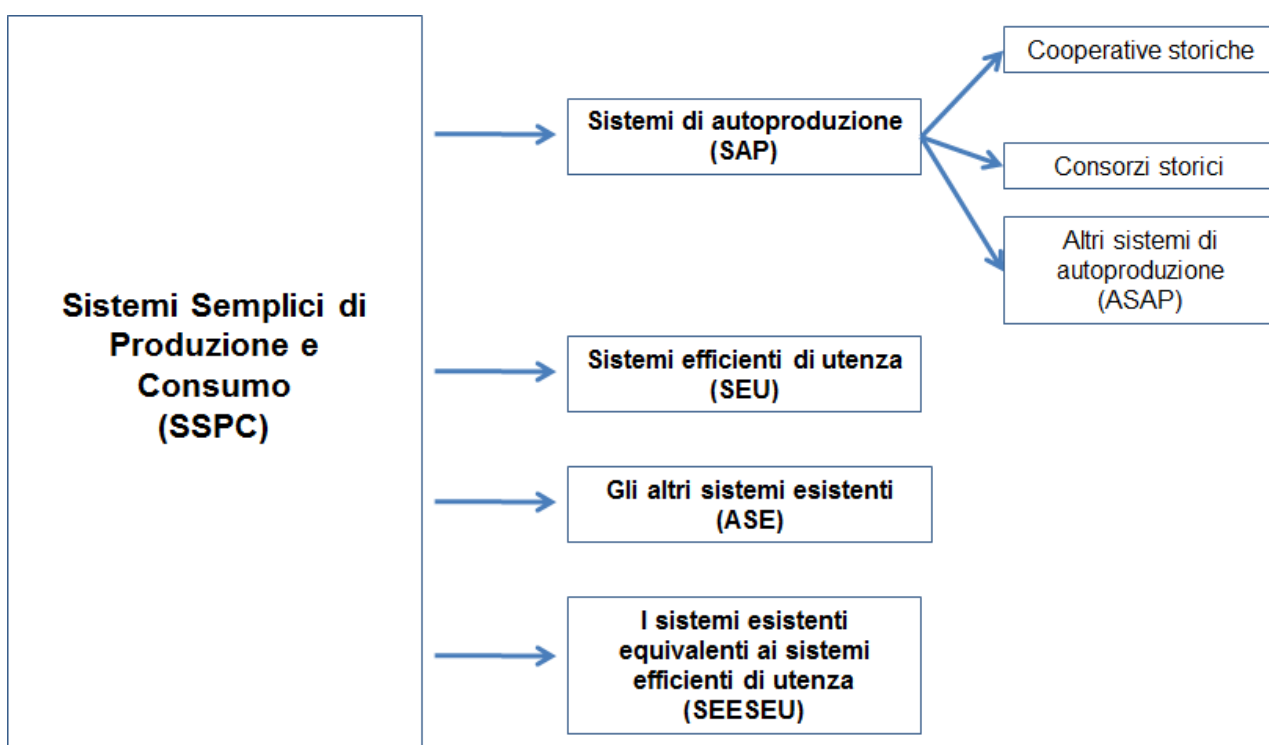 Sistemi Semplici di
Produzione e
Consumo
(SSPC)
Sistemi di autoproduzione
(SAP)
Cooperative storiche
Consorzi storici
Altri sistemi di
autoproduzione
(ASAP)
Sistemi efficienti di utenza
(SEU)
Gli altri sistemi esistenti
(ASE)
I sistemi esistenti
equivalenti ai sistemi
efficienti di utenza
(SEESEU)